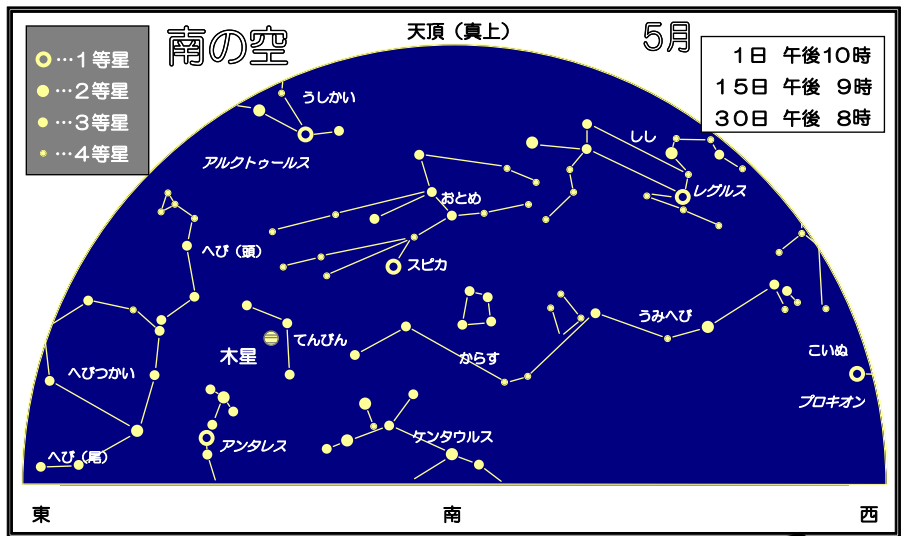 南の空
天頂（真上）
5月
…１等星
…２等星
…３等星
…４等星
１日 午後１０時
１５日 午後 ９時
３０日 午後 ８時
うしかい
アルクトゥールス
しし
レグルス
おとめ
へび（頭）
スピカ
うみへび
てんびん
木星
からす
こいぬ
プロキオン
へびつかい
アンタレス
ケンタウルス
へび（尾）
東
南
西